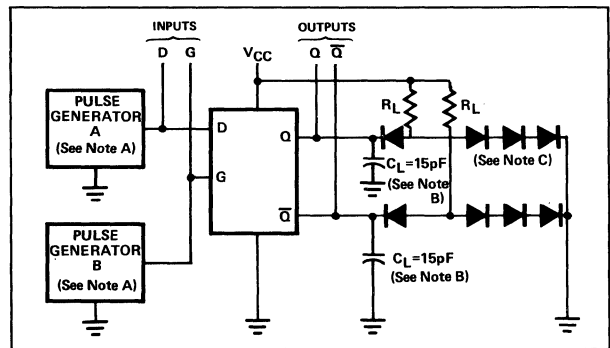 INPUTS
D G
OUTPUTS
Q Q̅
VCC
RL
RL
PULSE
GENERATOR
A
(See Note A)
D
G
Q
Q̅
CL=15pF
(See Note
B)
(See Note C)
PULSE
GENERATOR
B
(See Note A)
CL=15pF
(See Note B)